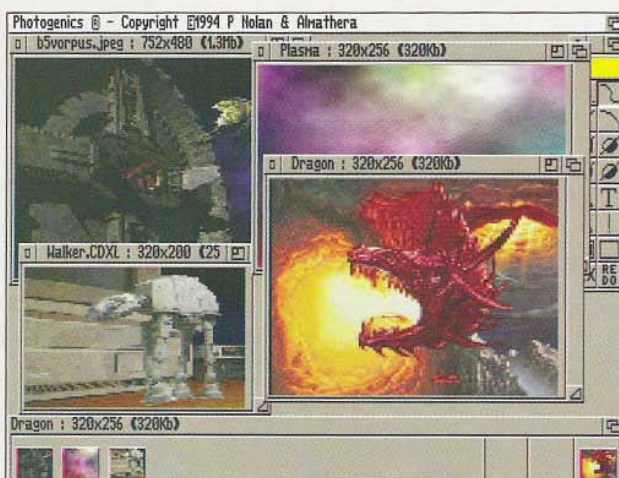 Photogenics ® - Copyright ©1994 P Nolan & Almathera
b5vorpus.jpeg : 752x480 (1.3Mb)
Plasma : 320x256 (320Kb)
Dragon : 320x256 (320Kb)
Walker.CDXL : 320x200 (25
T
RE
DO
Dragon : 320x256 (320Kb)